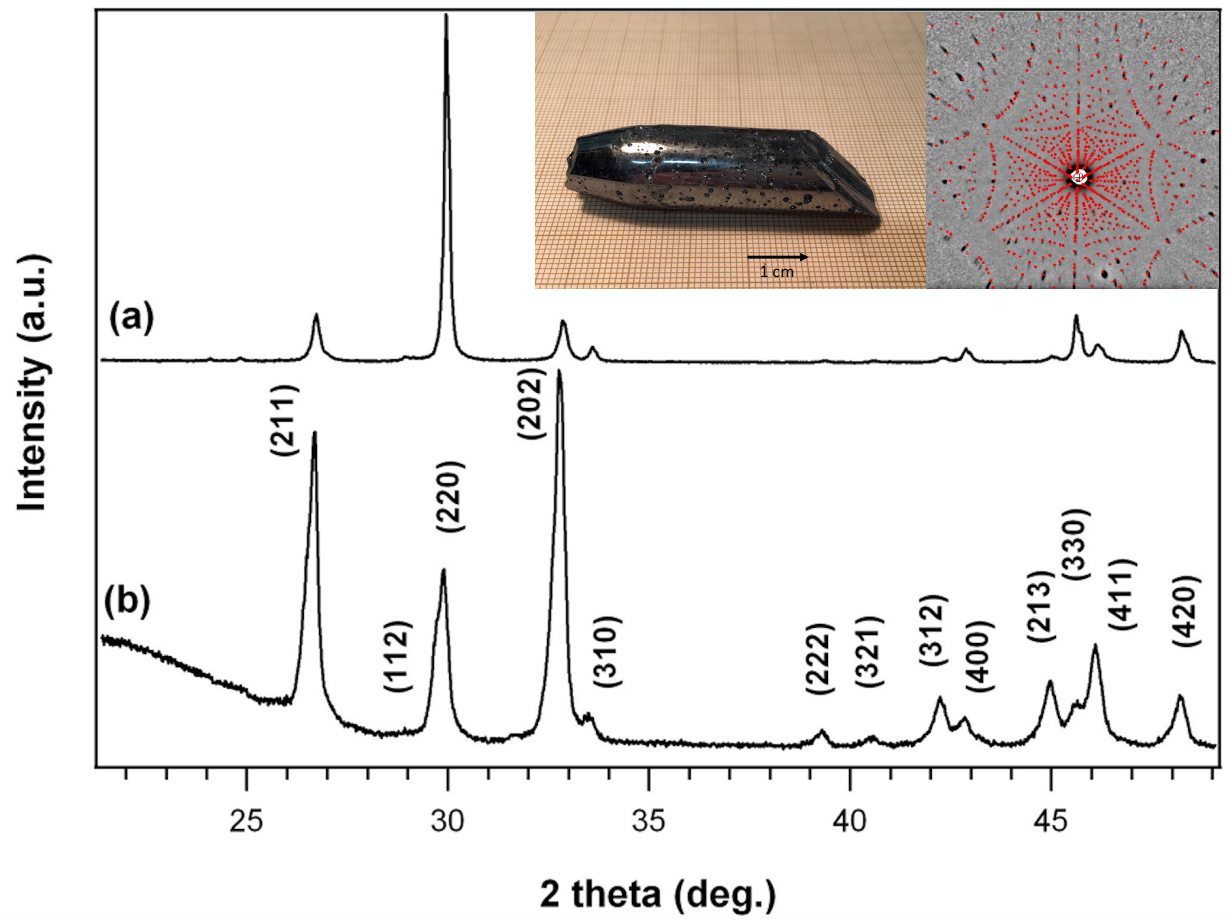 1 cm
(a)
(211)
(202)
(220)
(b)
(112)
(310)
(222)
(321)
(312)
(400)
(213)
(330)
(411)
(420)
Intensity (a.u.)
25 30 35 40 45
2 theta (deg.)